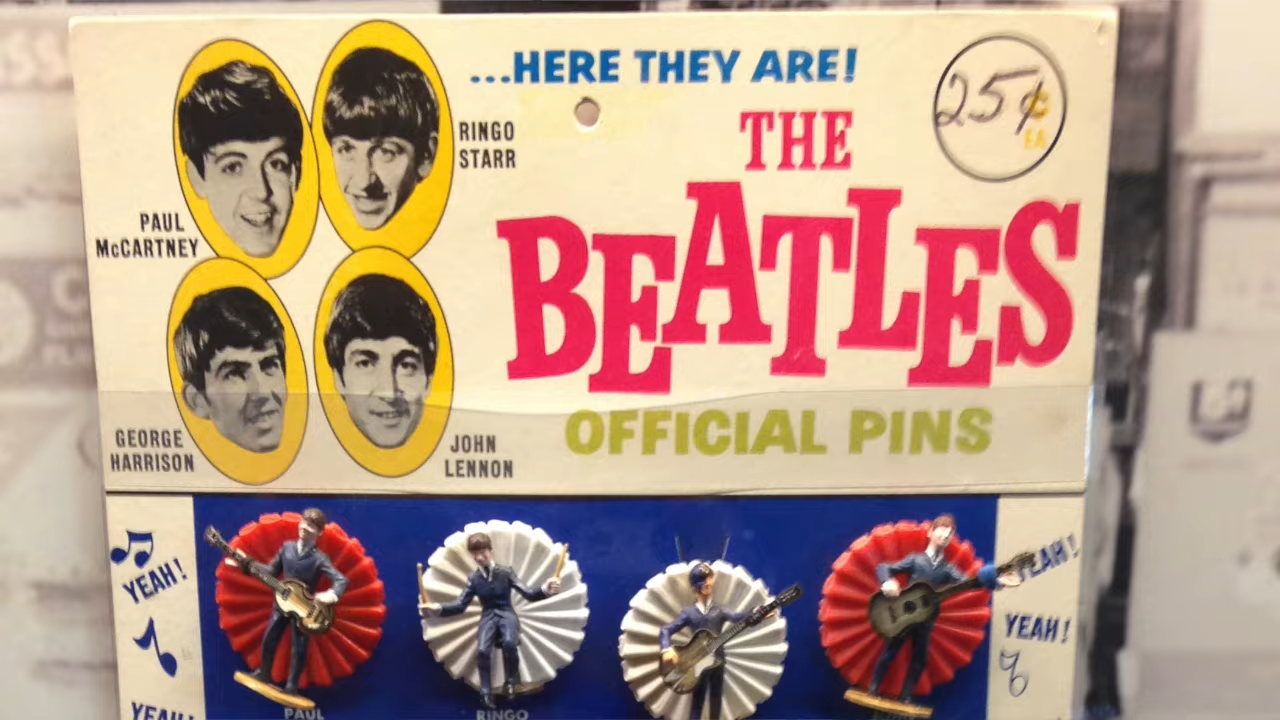 ...HERE THEY ARE!
25¢
EA
THE
BEATLES
OFFICIAL PINS
PAUL
McCARTNEY
RINGO
STARR
GEORGE
HARRISON
JOHN
LENNON
YEAH!
YEAH!
YEAH!
YEAH!
PAUL
RINGO